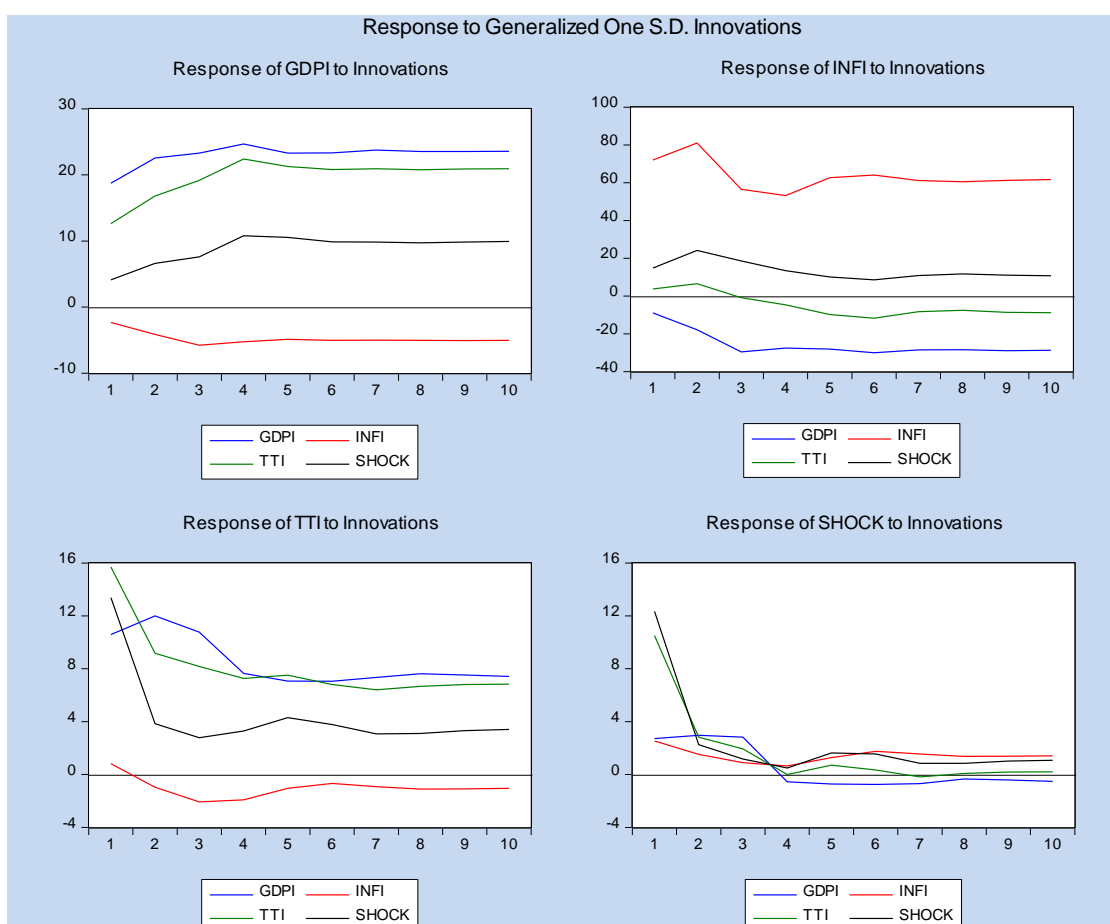 Response to Generalized One S.D. Innovations
Response of GDPI to Innovations
30
20
10
0
-10
1 2 3 4 5 6 7 8 9 10
GDPI INFI
TTI SHOCK
Response of INFI to Innovations
100
80
60
40
20
0
-20
-40
1 2 3 4 5 6 7 8 9 10
GDPI INFI
TTI SHOCK
Response of TTI to Innovations
16
12
8
4
0
-4
1 2 3 4 5 6 7 8 9 10
GDPI INFI
TTI SHOCK
Response of SHOCK to Innovations
16
12
8
4
0
-4
1 2 3 4 5 6 7 8 9 10
GDPI INFI
TTI SHOCK